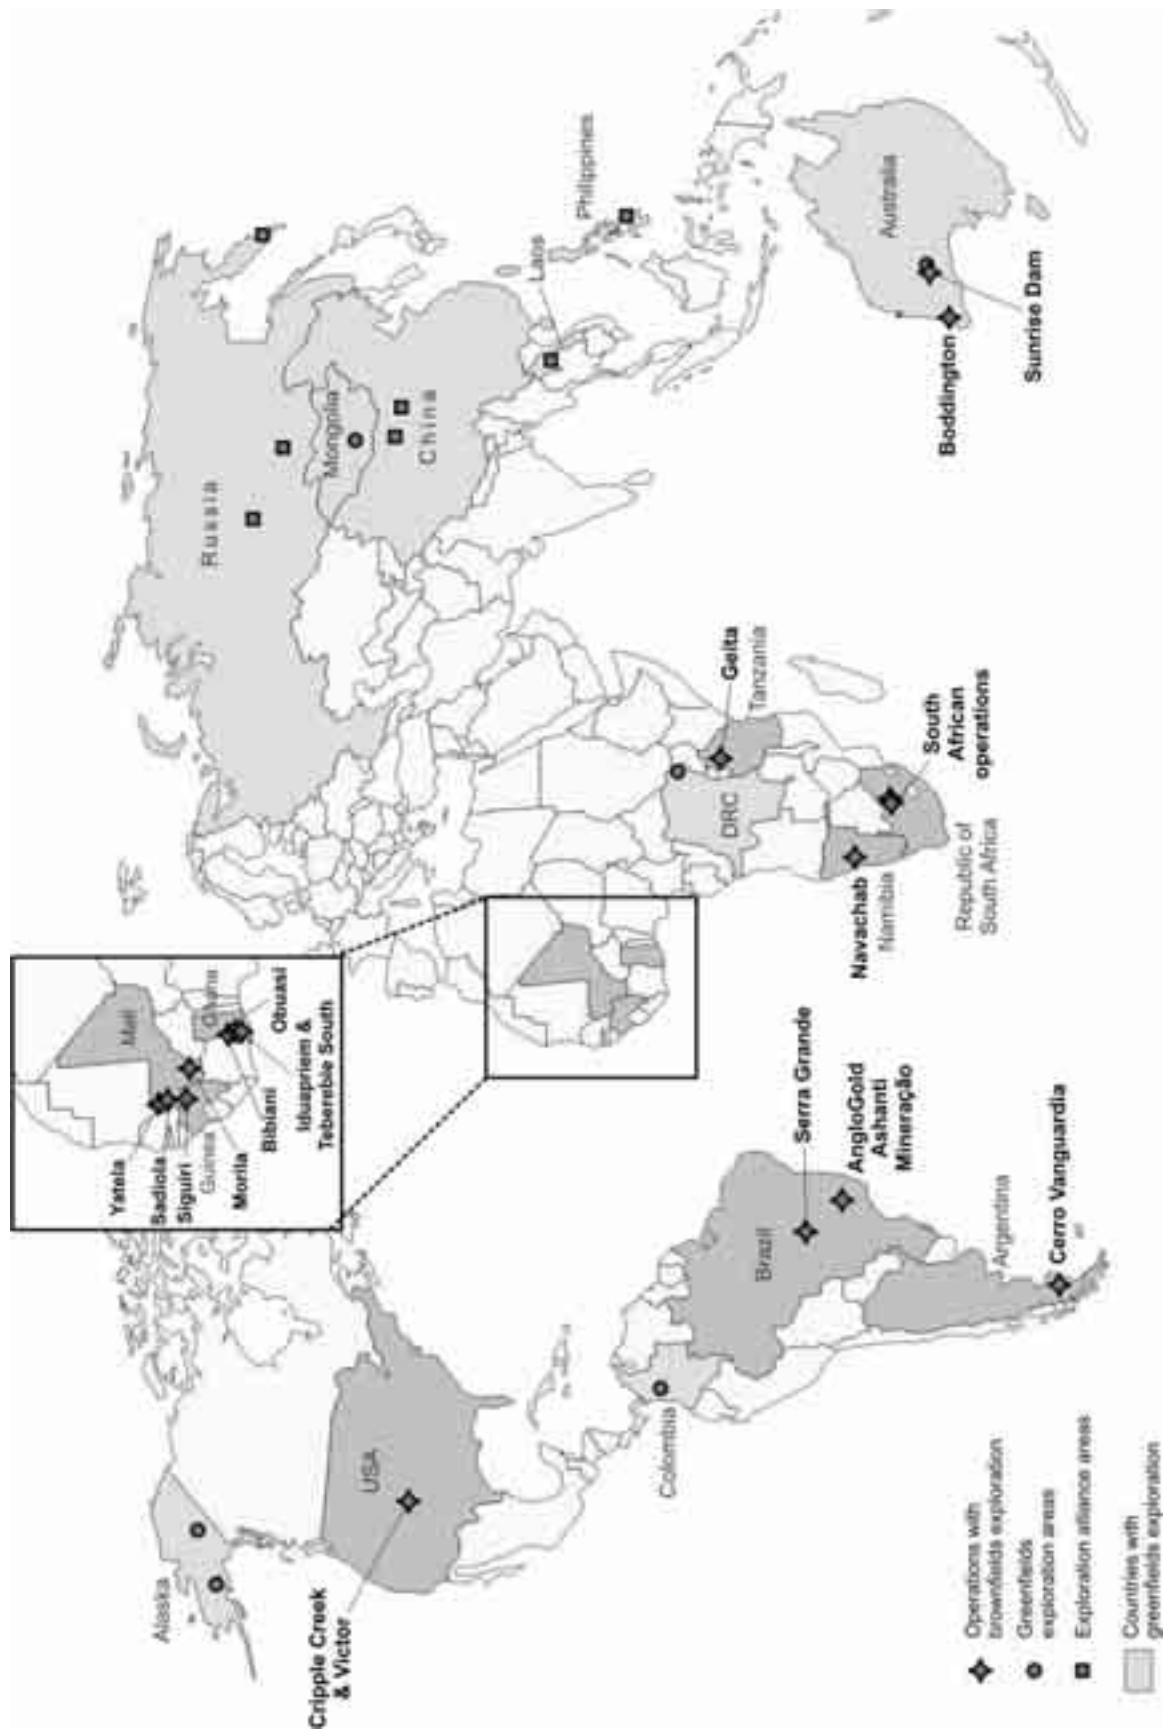 Alaska
Cripple Creek
& Victor
USA
Colombia
Brazil
Serra Grande
AngloGold
Ashanti
Mineração
Argentina
Cerro Vanguardia
Yatela
Sadiola
Siguiri
Guinea
Morila
Mali
Ghana
Bibiani
Obuasi
Iduapriem &
Teberebie South
Russia
Mongolia
China
Laos
Philippines
DRC
Geita
Tanzania
Navachab
Namibia
Republic of
South Africa
South
African
operations
Australia
Boddington
Sunrise Dam
Operations with
brownfields exploration
Greenfields
exploration areas
Exploration alliance areas
Countries with
greenfields exploration